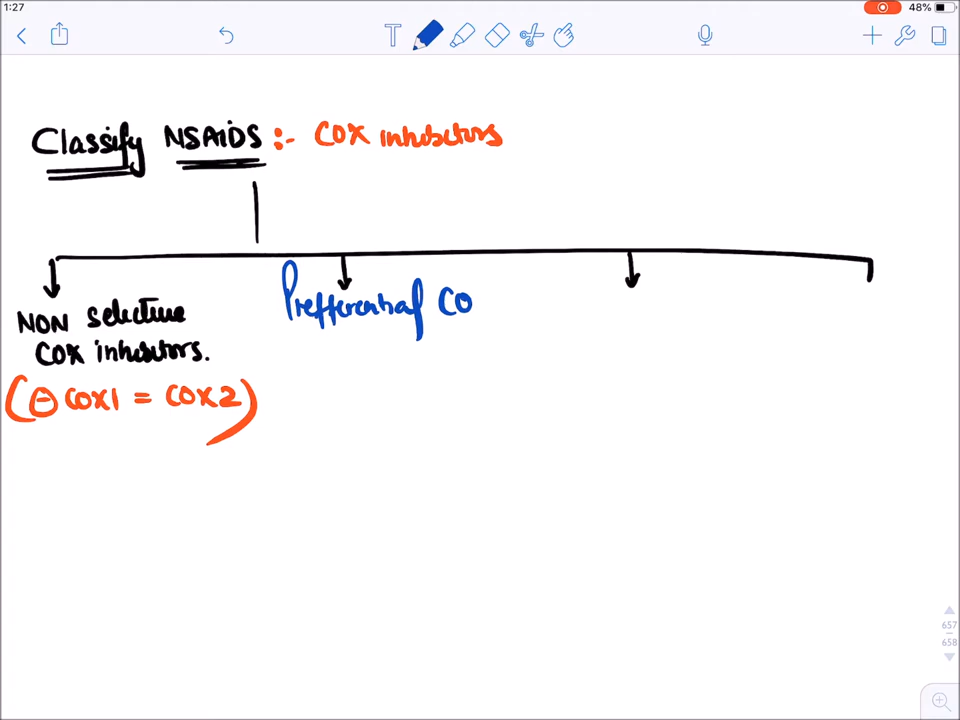 1:27
48%
T
Classify NSAIDS :- COX inhibitors
NON selective
COX inhibitors.
(⊖ COX1 = COX2)
Prefferential CO
657
658